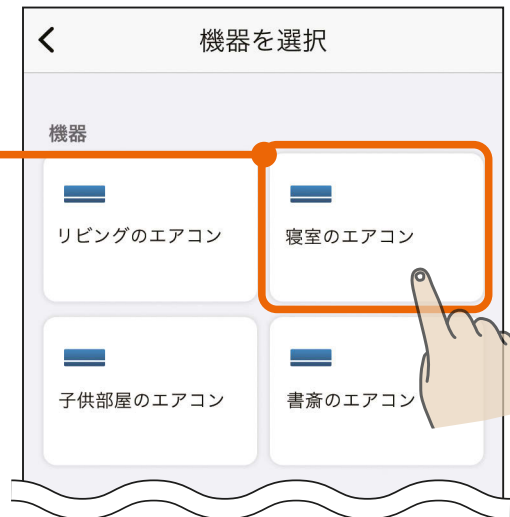 機器を選択
機器
リビングのエアコン
寝室のエアコン
子供部屋のエアコン
書斎のエアコン